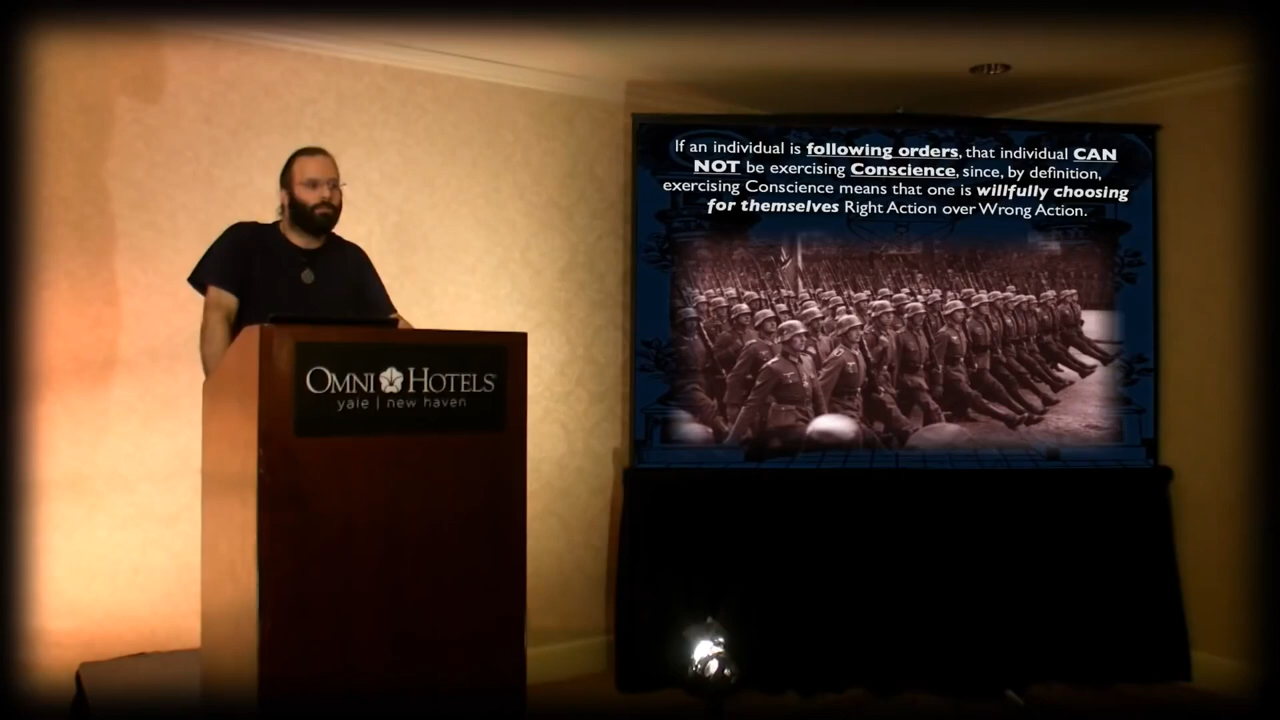 If an individual is following orders, that individual CAN
NOT be exercising Conscience, since, by definition,
exercising Conscience means that one is willfully choosing
for themselves Right Action over Wrong Action.
OMNI HOTELS
yale | new haven